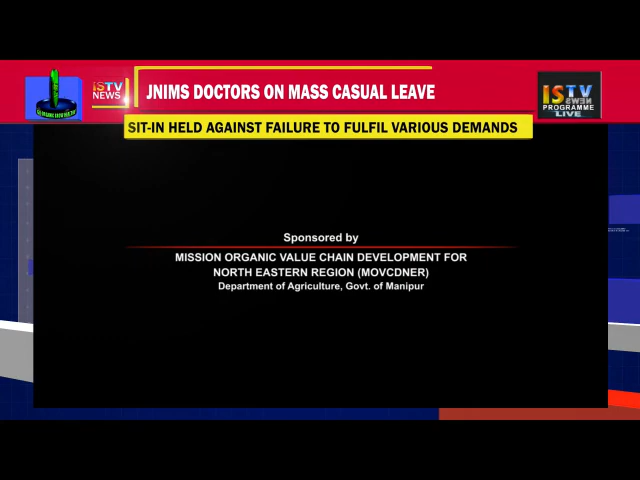 ISTV
NEWS
JNIMS DOCTORS ON MASS CASUAL LEAVE
SIT-IN HELD AGAINST FAILURE TO FULFIL VARIOUS DEMANDS
ISTV
NEWS
PROGRAMME
LIVE
Sponsored by
MISSION ORGANIC VALUE CHAIN DEVELOPMENT FOR
NORTH EASTERN REGION (MOVCDNER)
Department of Agriculture, Govt. of Manipur